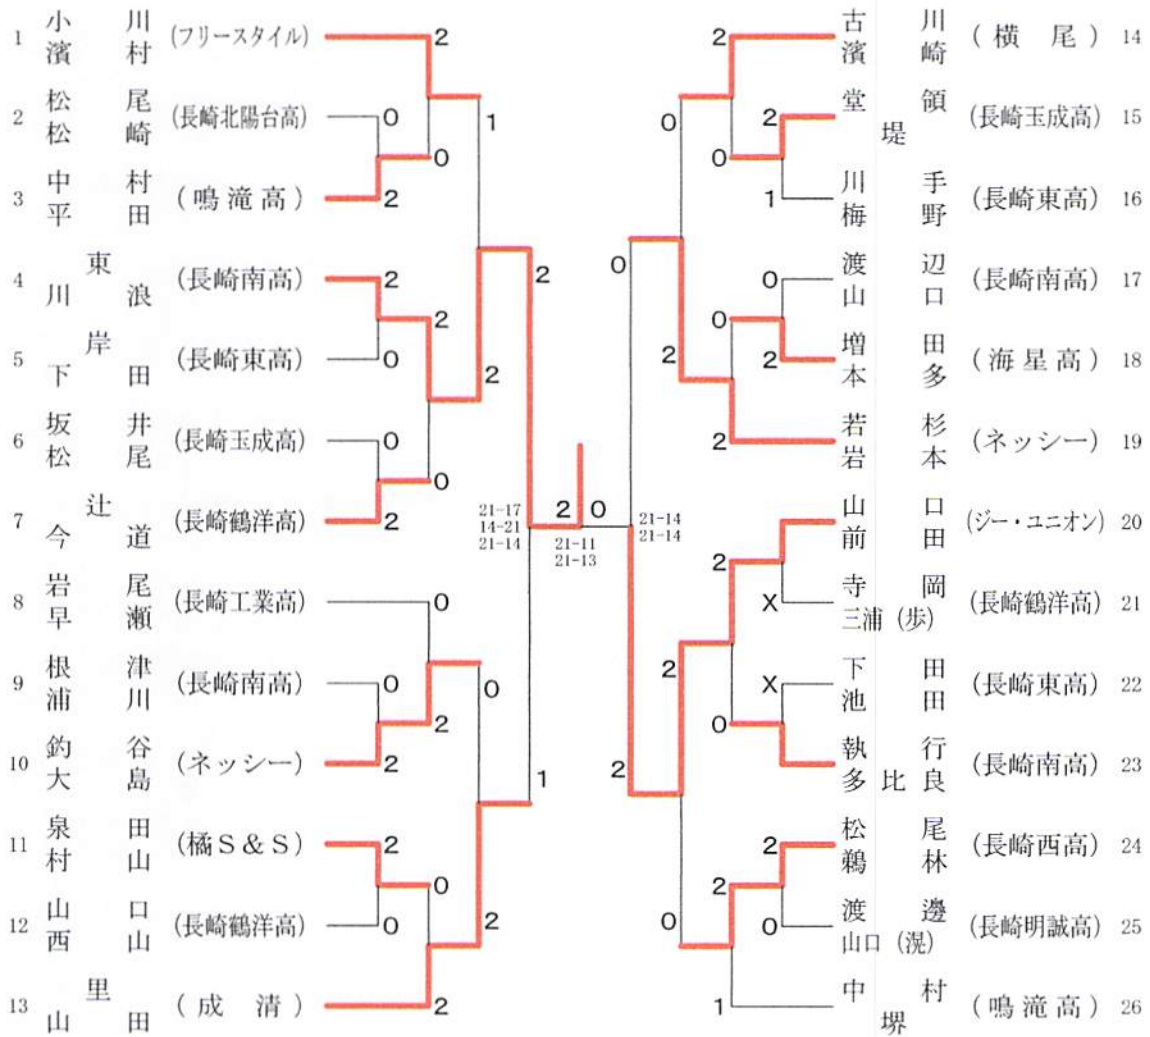 1 小川 濱村 (フリースタイル) 2
2 松尾 松崎 (長崎北陽台高) 0
3 中村 平田 (鳴滝高) 2
0
1
4 東 川浪 (長崎南高) 2
5 岸 下田 (長崎東高) 0
2
6 坂井 松尾 (長崎玉成高) 0
7 辻 今道 (長崎鶴洋高) 2
0
2
2
8 岩尾 早瀬 (長崎工業高) 0
9 根津 浦川 (長崎南高) 0
10 釣谷 大島 (ネッシー) 2
2
0
11 泉田 村山 (橘S&S) 2
12 山口 西山 (長崎鶴洋高) 0
0
13 里 山田 (成清) 2
2
1
21-17
14-21
21-14
2 0
21-11
21-13
21-14
21-14
2 古川 濱崎 (横尾) 14
2 堂領 堤 (長崎玉成高) 15
1 川手 梅野 (長崎東高) 16
0
0
0 渡辺 山口 (長崎南高) 17
2 増田 本多 (海星高) 18
0
2 若杉 岩本 (ネッシー) 19
2
0
山口 前田 (ジー・ユニオン) 20
X 寺岡 三浦(歩) (長崎鶴洋高) 21
2
X 下田 池田 (長崎東高) 22
執行 多比良 (長崎南高) 23
0
2
2 松尾 鵜林 (長崎西高) 24
0 渡邊 山口(滉) (長崎明誠高) 25
2
1 中村 堺 (鳴滝高) 26
0
2